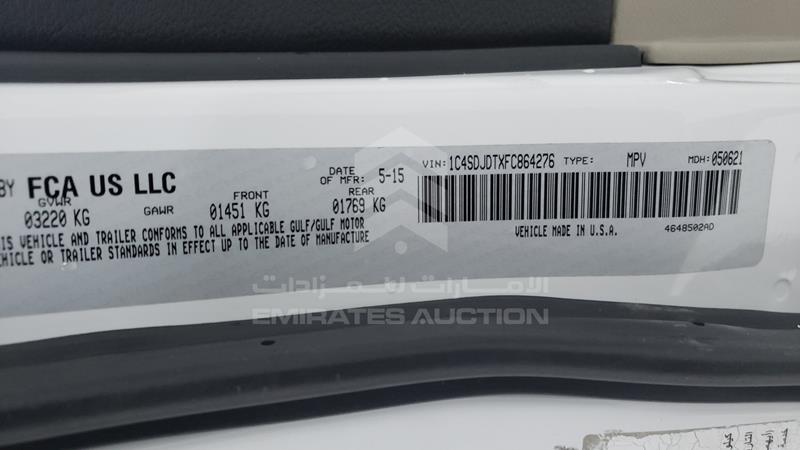 BY FCA US LLC
DATE OF MFR: 5-15
VIN: 1C4SDJDTXFC864276 TYPE: MPV MDH: 050621
GVWR
03220 KG
GAWR
FRONT
01451 KG
REAR
01769 KG
IS VEHICLE AND TRAILER CONFORMS TO ALL APPLICABLE GULF/GULF MOTOR
EHICLE OR TRAILER STANDARDS IN EFFECT UP TO THE DATE OF MANUFACTURE
VEHICLE MADE IN U.S.A.
4648502AD
الامارات للمزادات
EMIRATES AUCTION